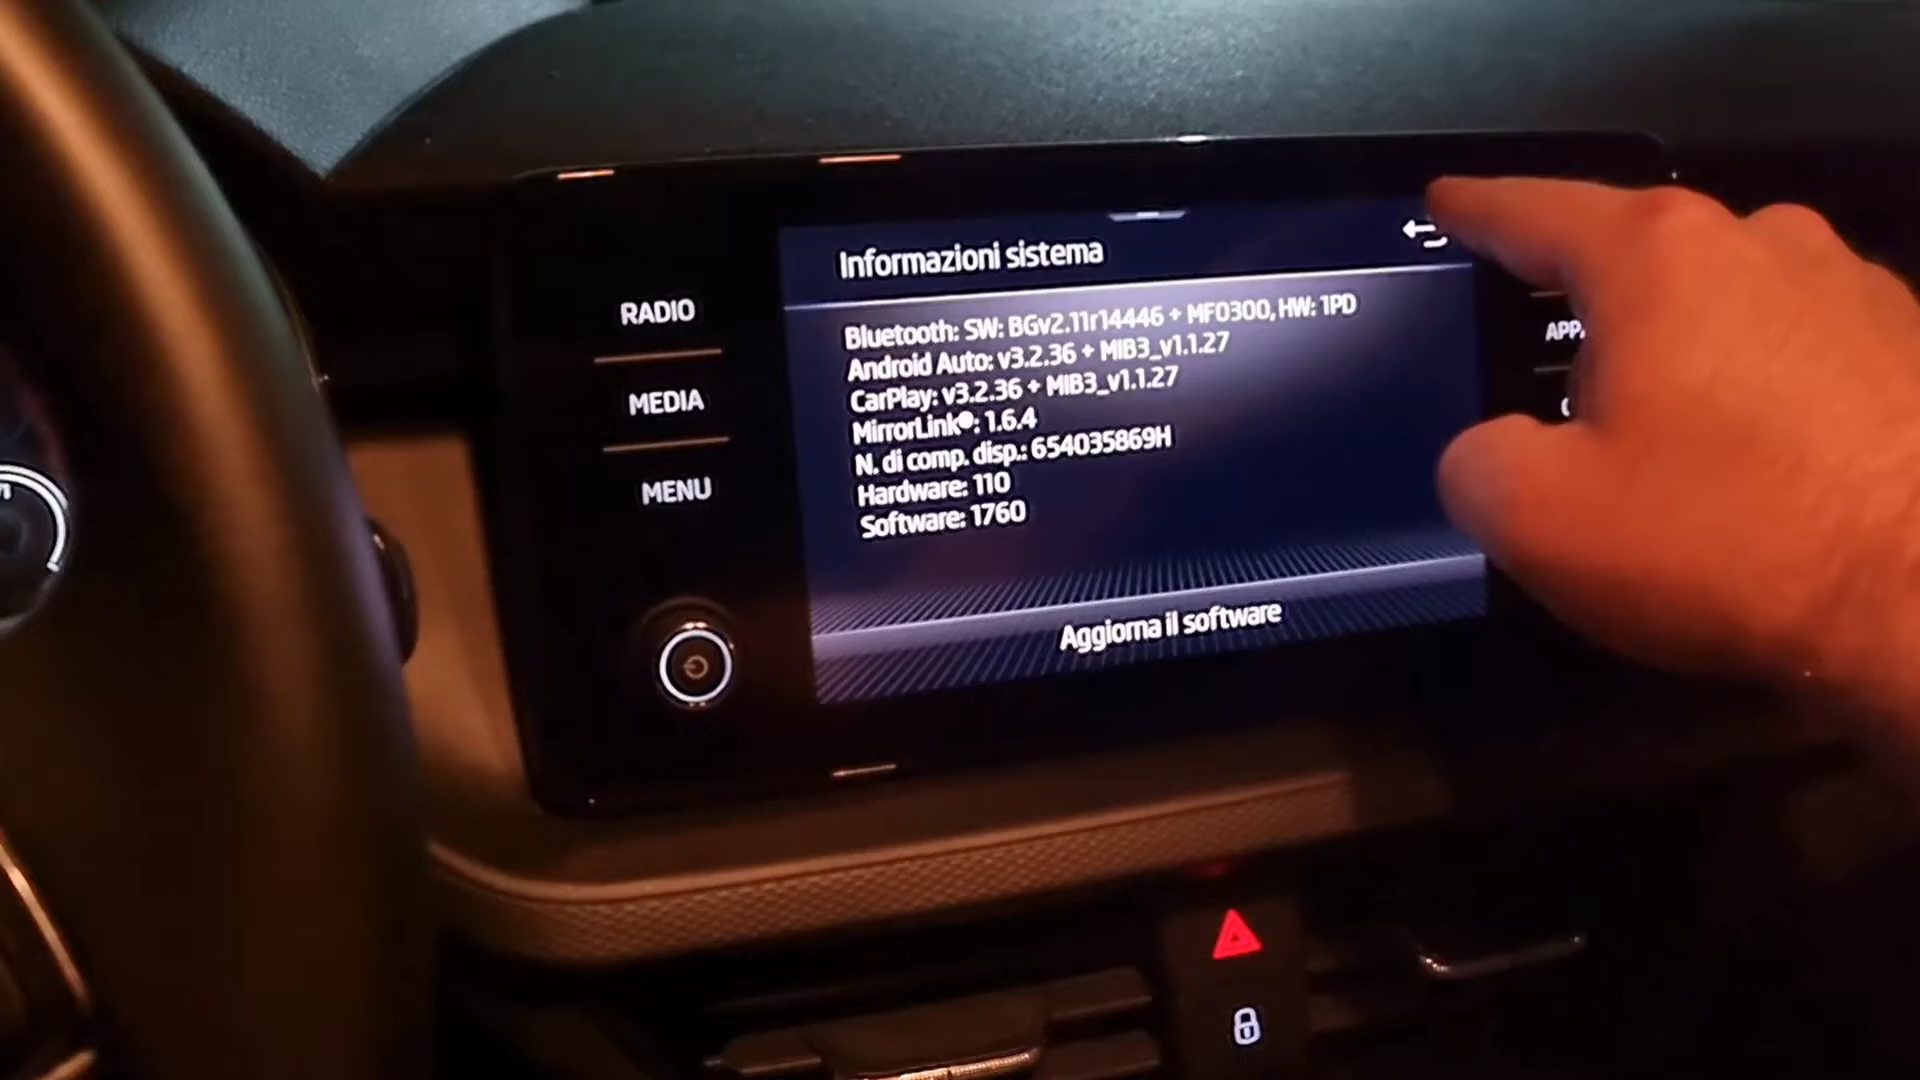 Informazioni sistema
RADIO
MEDIA
MENU
Bluetooth: SW: BGv2.11r14446 + MF0300, HW: 1PD
Android Auto: v3.2.36 + MIB3_v1.1.27
CarPlay: v3.2.36 + MIB3_v1.1.27
MirrorLink®: 1.6.4
N. di comp. disp.: 654035869H
Hardware: 110
Software: 1760
Aggiorna il software